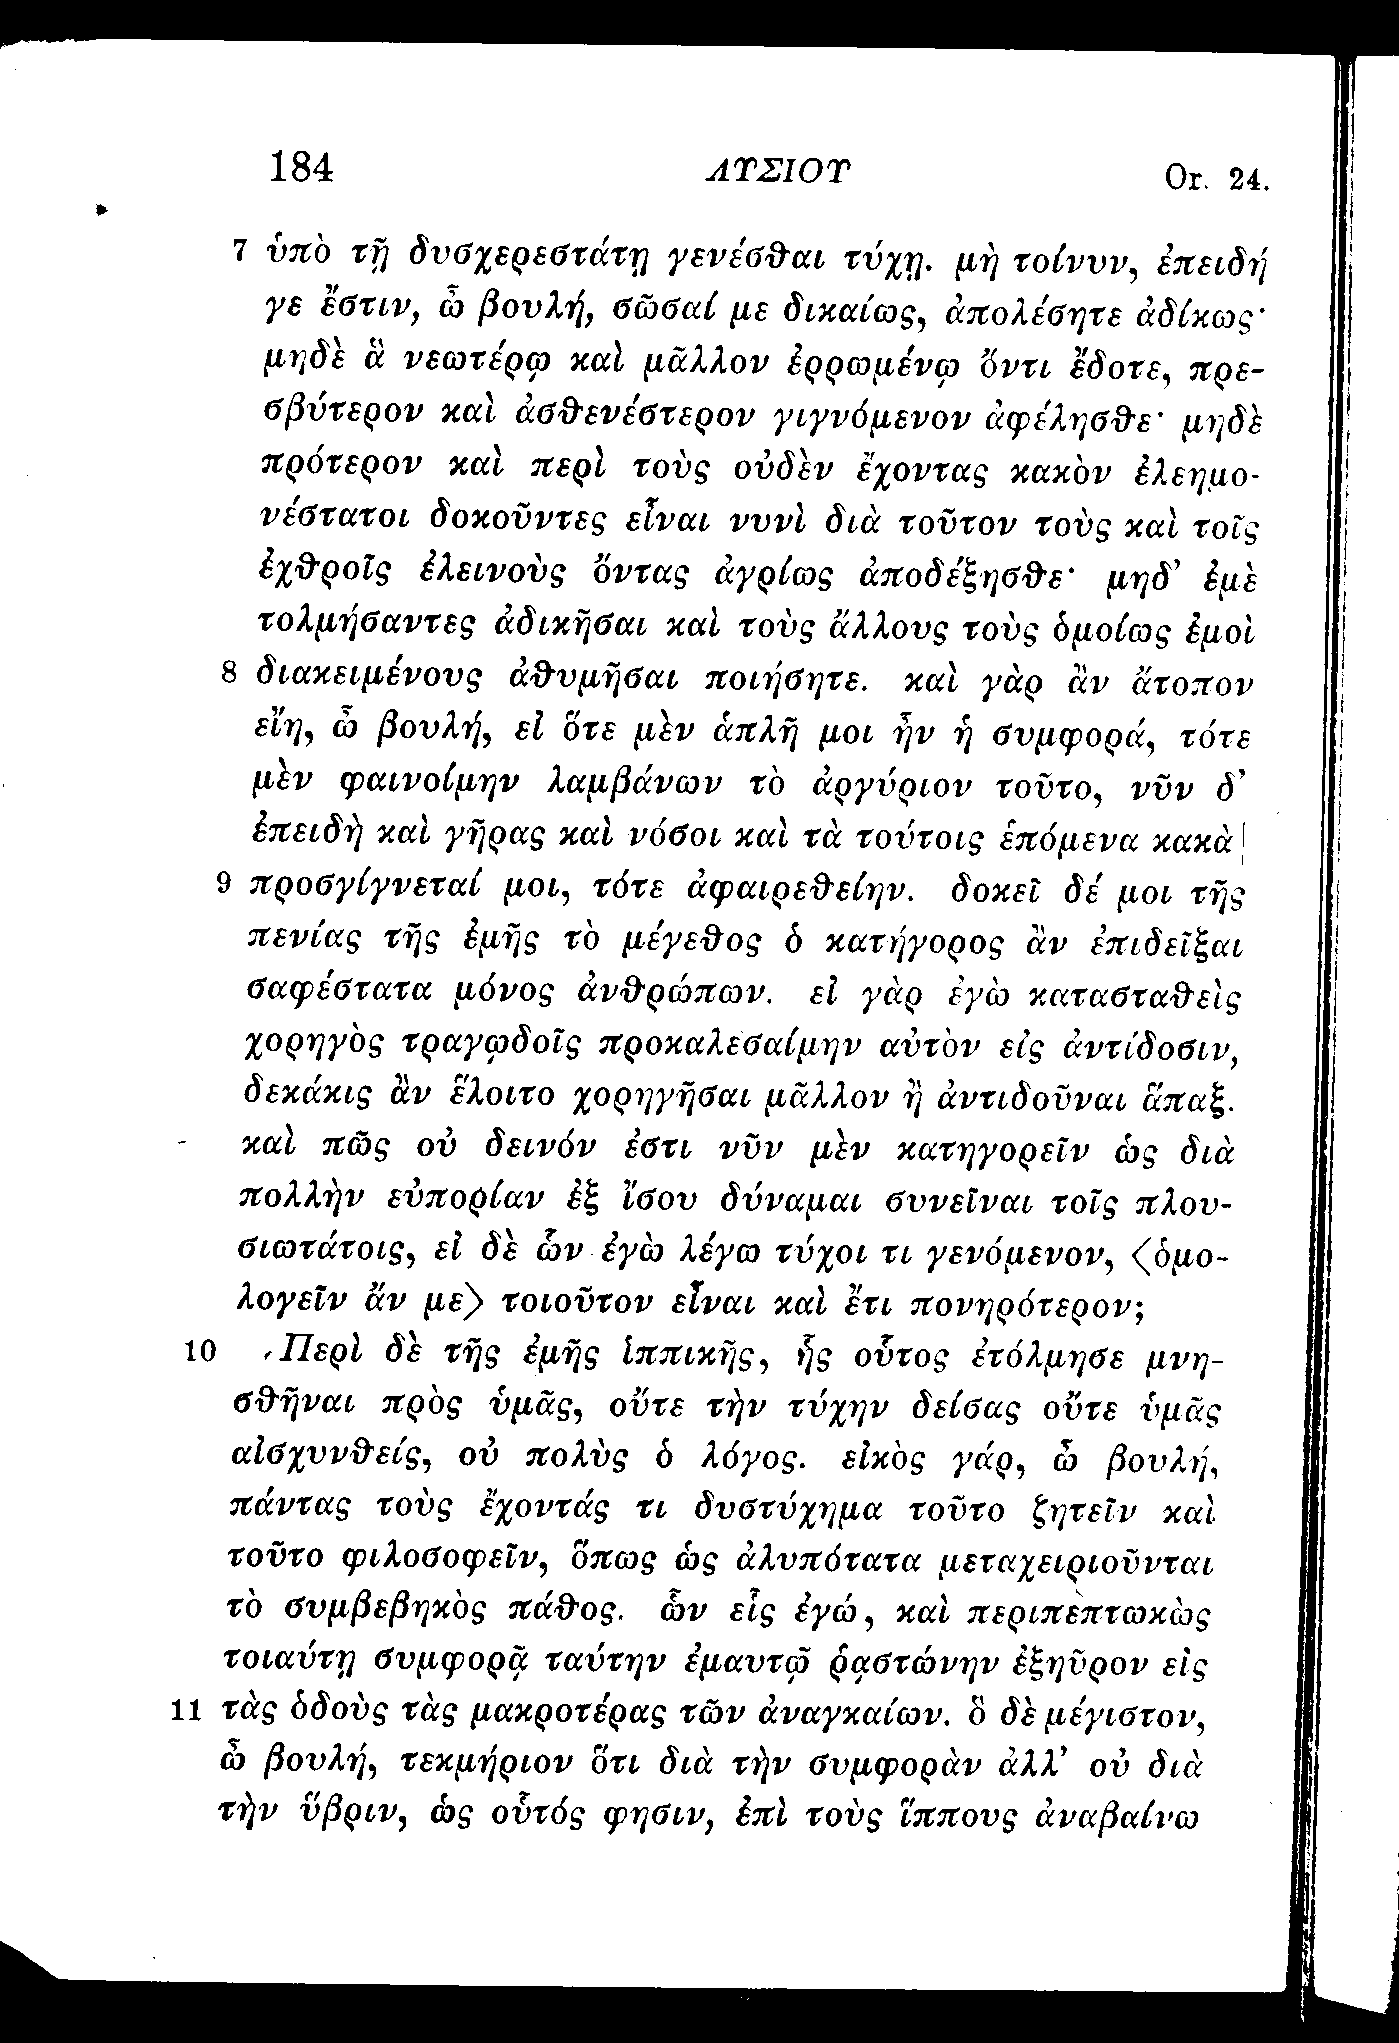 184 ΛΥΣΙΟΥ Or. 24.
7 ὑπὸ τῇ δυσχερεστάτῃ γενέσθαι τύχῃ. μὴ τοίνυν, ἐπειδή
γε ἔστιν, ὦ βουλή, σῶσαί με δικαίως, ἀπολέσητε ἀδίκως·
μηδὲ ἃ νεωτέρῳ καὶ μᾶλλον ἐρρωμένῳ ὄντι ἔδοτε, πρε-
σβύτερον καὶ ἀσθενέστερον γιγνόμενον ἀφέλησθε· μηδὲ
πρότερον καὶ περὶ τοὺς οὐδὲν ἔχοντας κακὸν ἐλεημο-
νέστατοι δοκοῦντες εἶναι νυνὶ διὰ τοῦτον τοὺς καὶ τοῖς
ἐχθροῖς ἐλεινοὺς ὄντας ἀγρίως ἀποδέξησθε· μηδ’ ἐμὲ
τολμήσαντες ἀδικῆσαι καὶ τοὺς ἄλλους τοὺς ὁμοίως ἐμοὶ
8 διακειμένους ἀθυμῆσαι ποιήσητε. καὶ γὰρ ἂν ἄτοπον
εἴη, ὦ βουλή, εἰ ὅτε μὲν ἁπλῆ μοι ἦν ἡ συμφορά, τότε
μὲν φαινοίμην λαμβάνων τὸ ἀργύριον τοῦτο, νῦν δ’
ἐπειδὴ καὶ γῆρας καὶ νόσοι καὶ τὰ τούτοις ἑπόμενα κακὰ
9 προσγίγνεταί μοι, τότε ἀφαιρεθείην. δοκεῖ δέ μοι τῆς
πενίας τῆς ἐμῆς τὸ μέγεθος ὁ κατήγορος ἂν ἐπιδεῖξαι
σαφέστατα μόνος ἀνθρώπων. εἰ γὰρ ἐγὼ κατασταθεὶς
χορηγὸς τραγῳδοῖς προκαλεσαίμην αὐτὸν εἰς ἀντίδοσιν,
δεκάκις ἂν ἕλοιτο χορηγῆσαι μᾶλλον ἢ ἀντιδοῦναι ἅπαξ.
καὶ πῶς οὐ δεινόν ἐστι νῦν μὲν κατηγορεῖν ὡς διὰ
πολλὴν εὐπορίαν ἐξ ἴσου δύναμαι συνεῖναι τοῖς πλου-
σιωτάτοις, εἰ δὲ ὧν ἐγὼ λέγω τύχοι τι γενόμενον, ⟨ὁμο-
λογεῖν ἄν με⟩ τοιοῦτον εἶναι καὶ ἔτι πονηρότερον;
10 Περὶ δὲ τῆς ἐμῆς ἱππικῆς, ἧς οὗτος ἐτόλμησε μνη-
σθῆναι πρὸς ὑμᾶς, οὔτε τὴν τύχην δείσας οὔτε ὑμᾶς
αἰσχυνθείς, οὐ πολὺς ὁ λόγος. εἰκὸς γάρ, ὦ βουλή,
πάντας τοὺς ἔχοντάς τι δυστύχημα τοῦτο ζητεῖν καὶ
τοῦτο φιλοσοφεῖν, ὅπως ὡς ἀλυπότατα μεταχειριοῦνται
τὸ συμβεβηκὸς πάθος. ὧν εἷς ἐγώ, καὶ περιπεπτωκὼς
τοιαύτῃ συμφορᾷ ταύτην ἐμαυτῷ ῥᾳστώνην ἐξηῦρον εἰς
11 τὰς ὁδοὺς τὰς μακροτέρας τῶν ἀναγκαίων. ὃ δὲ μέγιστον,
ὦ βουλή, τεκμήριον ὅτι διὰ τὴν συμφορὰν ἀλλ’ οὐ διὰ
τὴν ὕβριν, ὡς οὗτός φησιν, ἐπὶ τοὺς ἵππους ἀναβαίνω